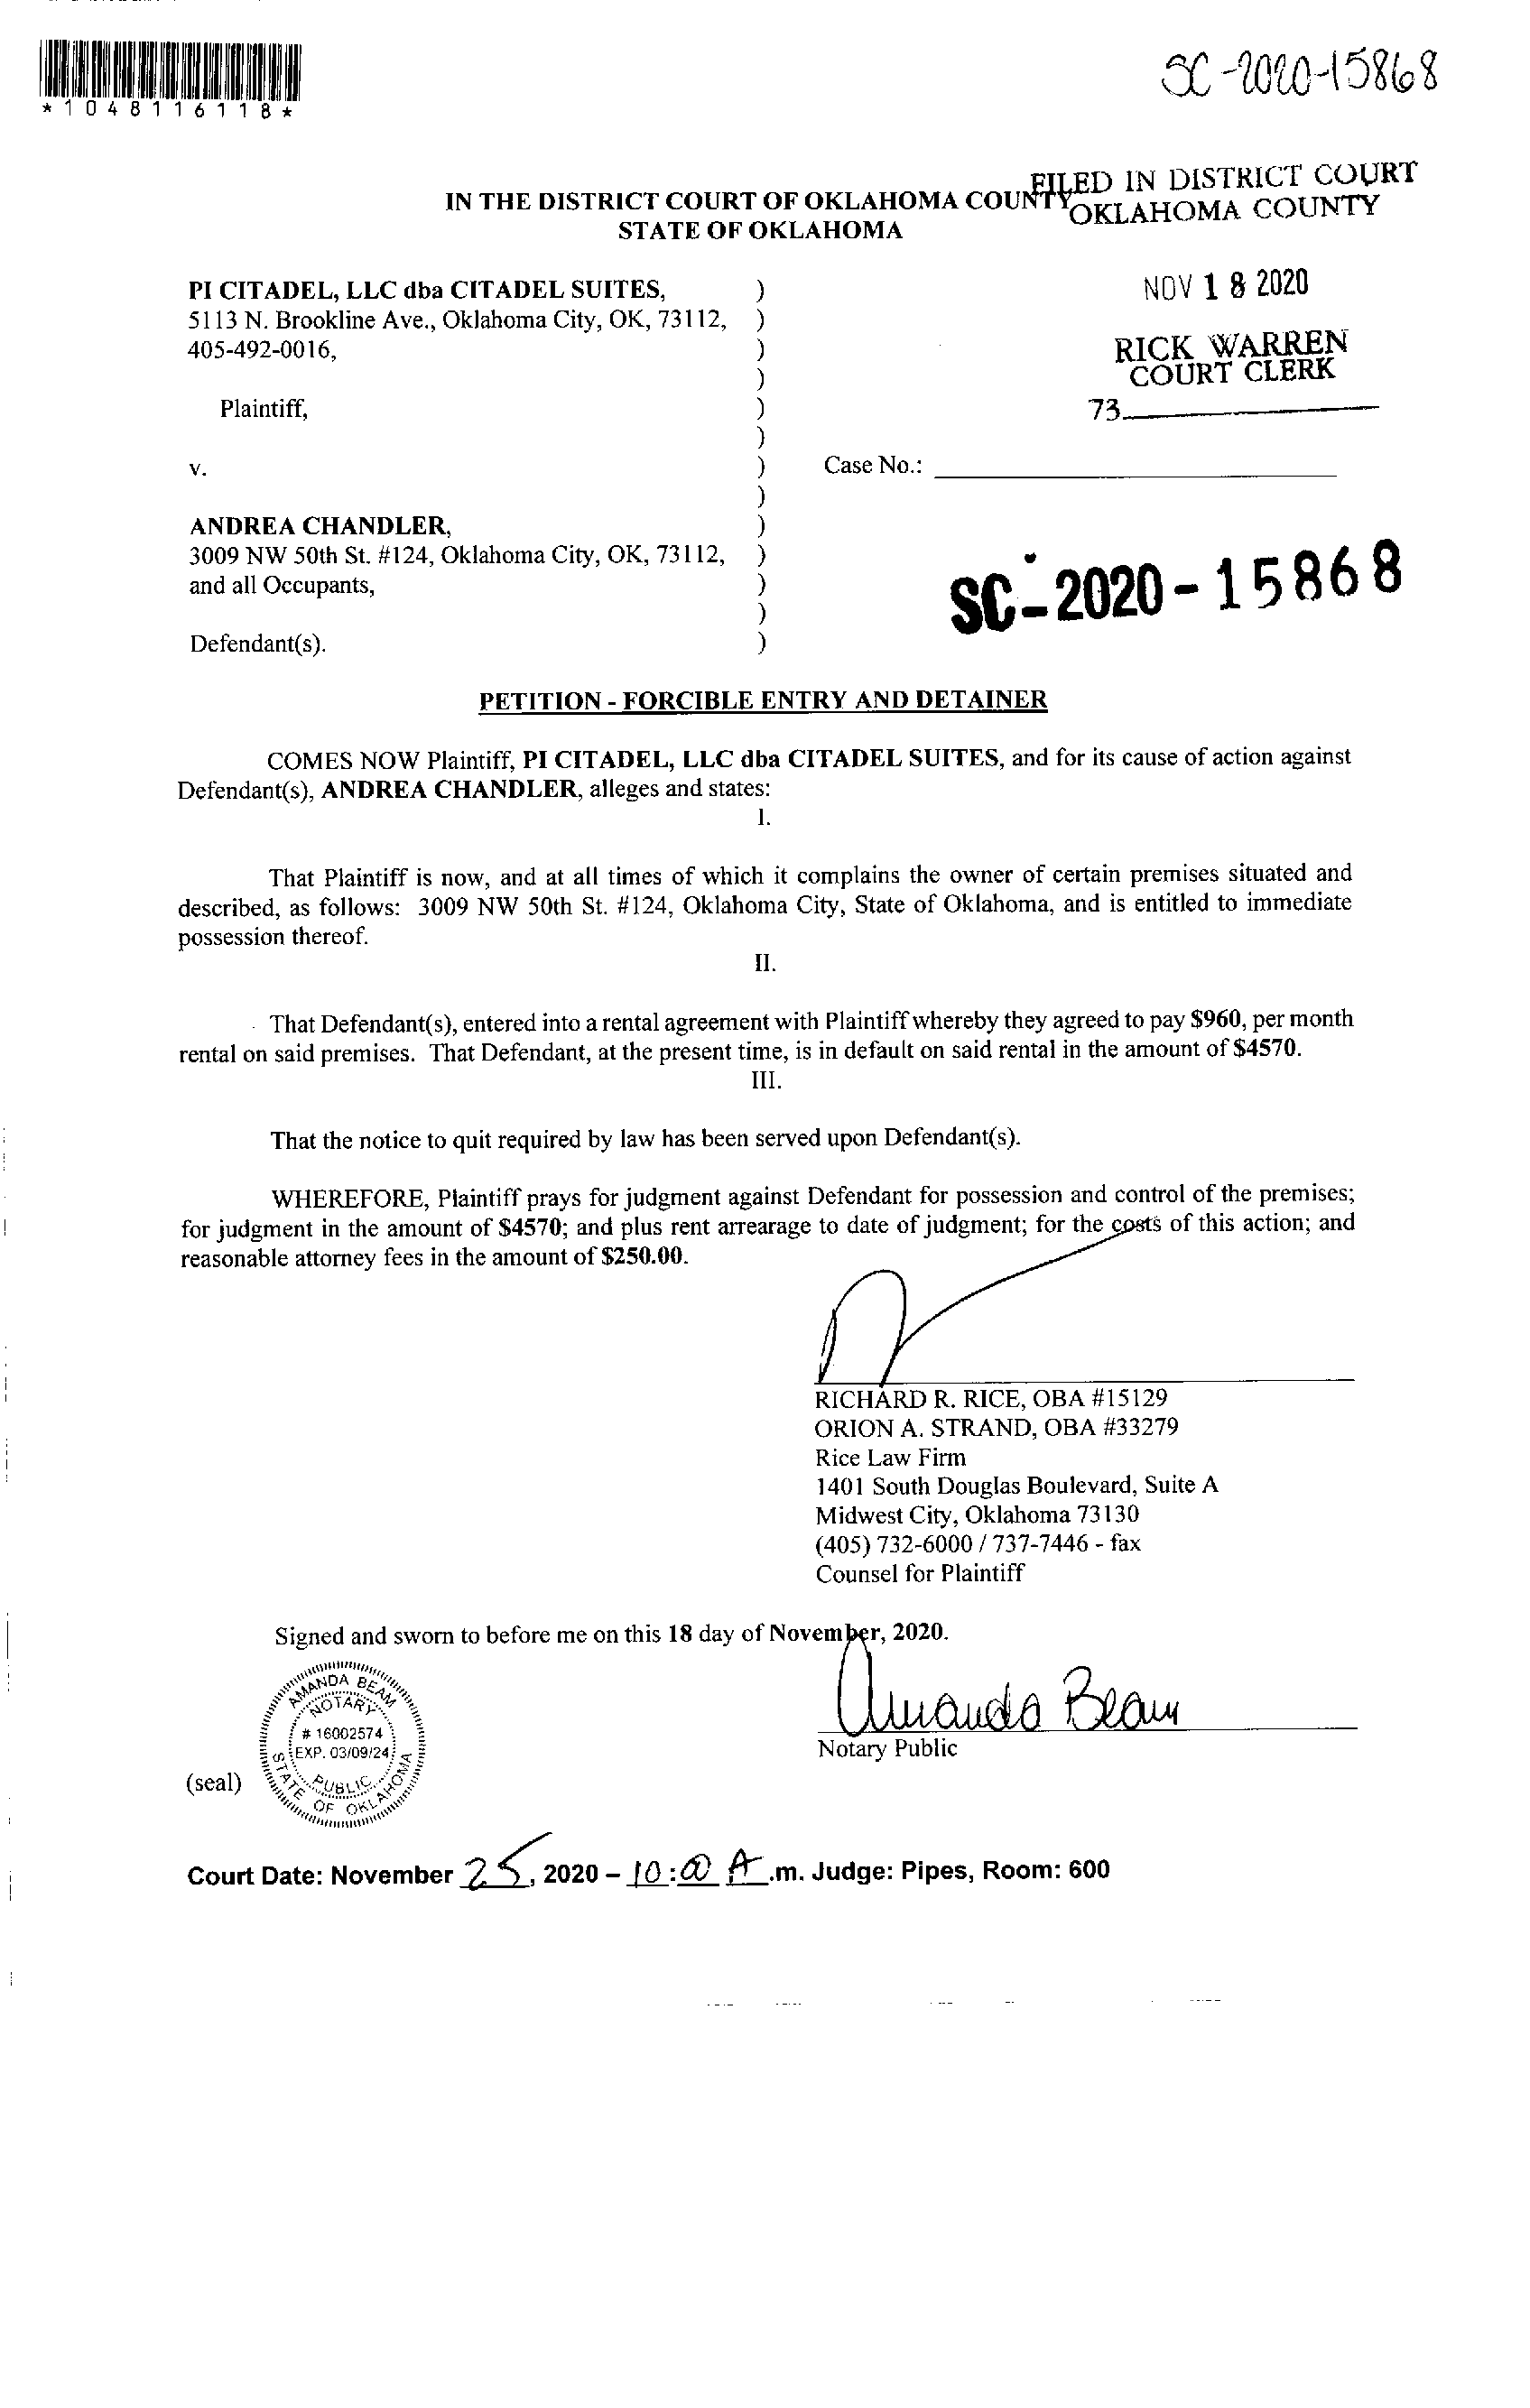 *1048116118*
SC-2020-15868
FILED IN DISTRICT COURT
OKLAHOMA COUNTY
IN THE DISTRICT COURT OF OKLAHOMA COUNTY
STATE OF OKLAHOMA
NOV 18 2020
RICK WARREN
COURT CLERK
73
PI CITADEL, LLC dba CITADEL SUITES, )
5113 N. Brookline Ave., Oklahoma City, OK, 73112, )
405-492-0016, )
)
Plaintiff, )
)
v. ) Case No.:
)
ANDREA CHANDLER, )
3009 NW 50th St. #124, Oklahoma City, OK, 73112, )
and all Occupants, )
)
Defendant(s). )
SC-2020-15868
PETITION - FORCIBLE ENTRY AND DETAINER
COMES NOW Plaintiff, PI CITADEL, LLC dba CITADEL SUITES, and for its cause of action against
Defendant(s), ANDREA CHANDLER, alleges and states:
I.
That Plaintiff is now, and at all times of which it complains the owner of certain premises situated and
described, as follows: 3009 NW 50th St. #124, Oklahoma City, State of Oklahoma, and is entitled to immediate
possession thereof.
II.
That Defendant(s), entered into a rental agreement with Plaintiff whereby they agreed to pay $960, per month
rental on said premises. That Defendant, at the present time, is in default on said rental in the amount of $4570.
III.
That the notice to quit required by law has been served upon Defendant(s).
WHEREFORE, Plaintiff prays for judgment against Defendant for possession and control of the premises;
for judgment in the amount of $4570; and plus rent arrearage to date of judgment; for the costs of this action; and
reasonable attorney fees in the amount of $250.00.
RICHARD R. RICE, OBA #15129
ORION A. STRAND, OBA #33279
Rice Law Firm
1401 South Douglas Boulevard, Suite A
Midwest City, Oklahoma 73130
(405) 732-6000 / 737-7446 - fax
Counsel for Plaintiff
Signed and sworn to before me on this 18 day of November, 2020.
Amanda Beam
Notary Public
(seal)
AMANDA BEAM
NOTARY
# 16002574
EXP. 03/09/24
PUBLIC
STATE OF OKLAHOMA
Court Date: November 25, 2020 – 10:00 A.m. Judge: Pipes, Room: 600